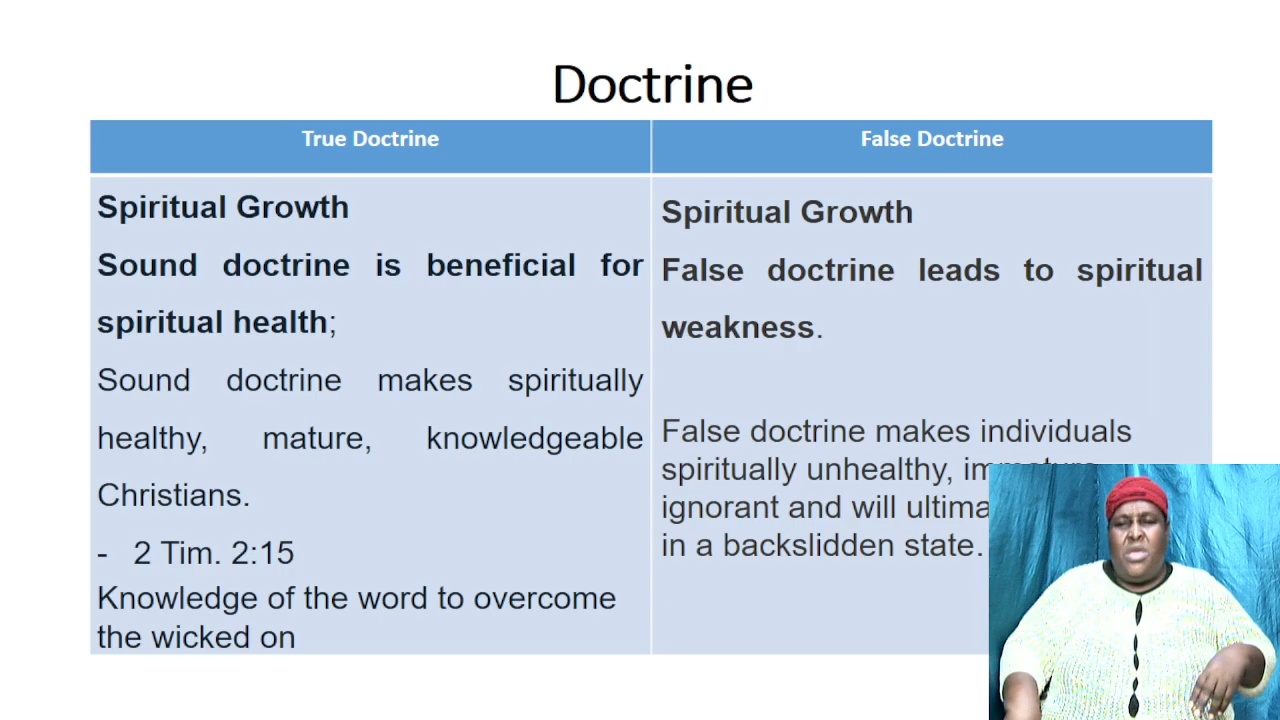 Doctrine
True Doctrine
False Doctrine
Spiritual Growth
Sound doctrine is beneficial for
spiritual health;
Sound doctrine makes spiritually
healthy, mature, knowledgeable
Christians.
- 2 Tim. 2:15
Knowledge of the word to overcome
the wicked on
Spiritual Growth
False doctrine leads to spiritual
weakness.
False doctrine makes individuals
spiritually unhealthy,
ignorant and will
in a backslidden state.